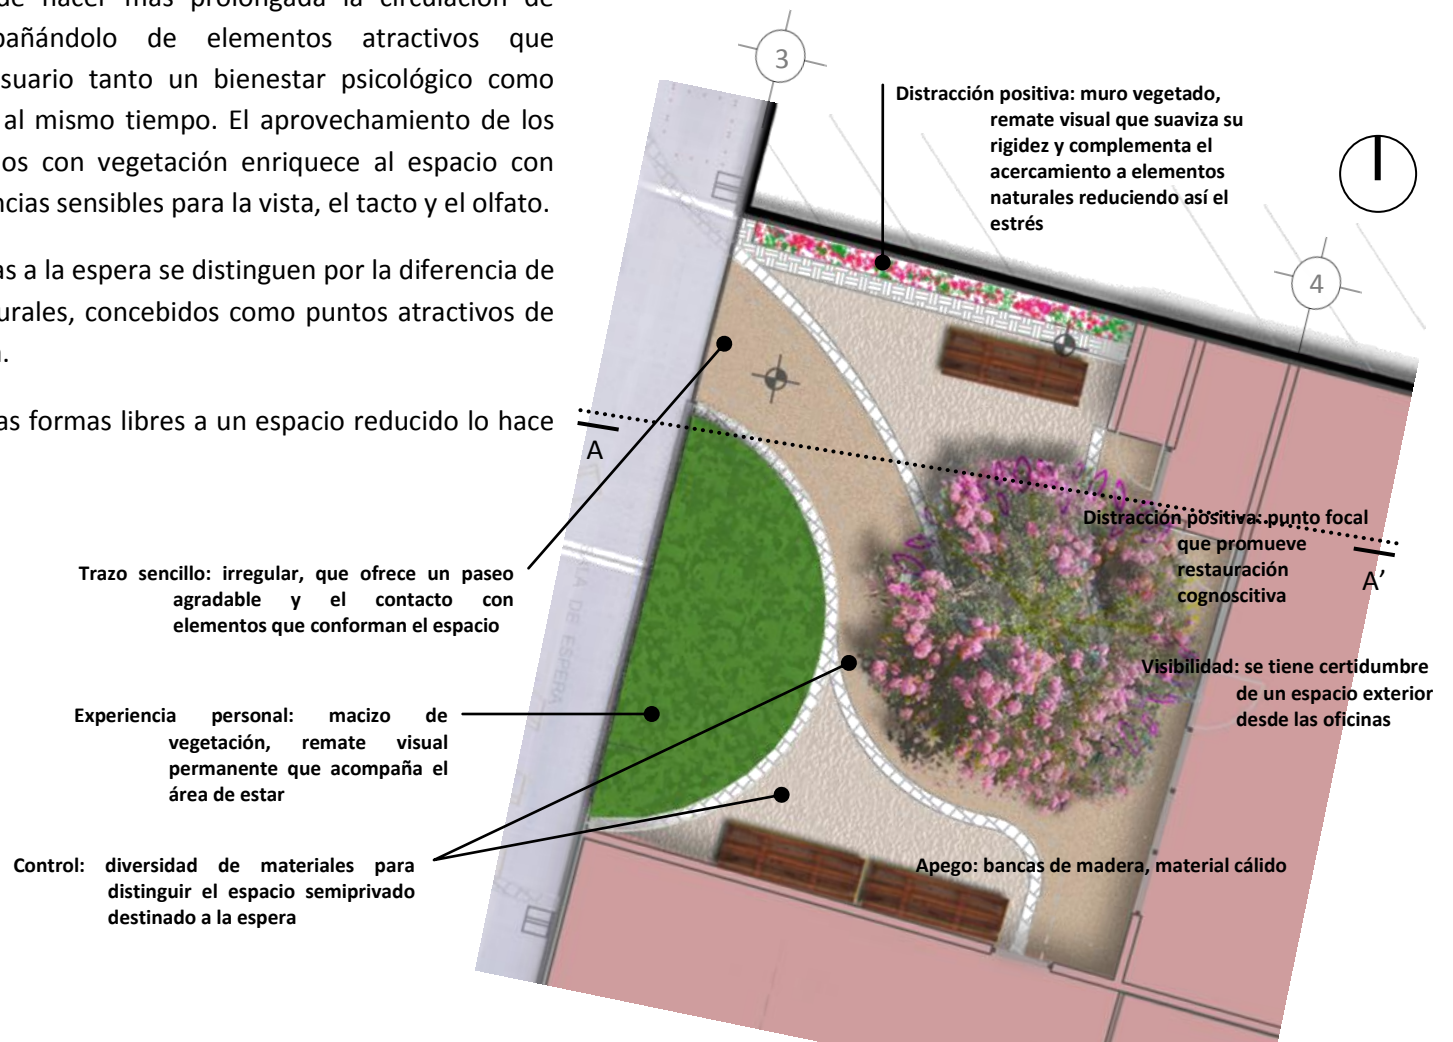 de hacer más prolongada la circulación de
pañándolo de elementos atractivos que
suario tanto un bienestar psicológico como
al mismo tiempo. El aprovechamiento de los
os con vegetación enriquece al espacio con
ncias sensibles para la vista, el tacto y el olfato.
as a la espera se distinguen por la diferencia de
urales, concebidos como puntos atractivos de
as formas libres a un espacio reducido lo hace
3
Distracción positiva: muro vegetado,
remate visual que suaviza su
rigidez y complementa el
acercamiento a elementos
naturales reduciendo así el
estrés
4
A
Distracción positiva: punto focal
que promueve
restauración
cognoscitiva
A’
Trazo sencillo: irregular, que ofrece un paseo
agradable y el contacto con
elementos que conforman el espacio
SALA DE ESPERA
Visibilidad: se tiene certidumbre
de un espacio exterior
desde las oficinas
Experiencia personal: macizo de
vegetación, remate visual
permanente que acompaña el
área de estar
Control: diversidad de materiales para
distinguir el espacio semiprivado
destinado a la espera
Apego: bancas de madera, material cálido